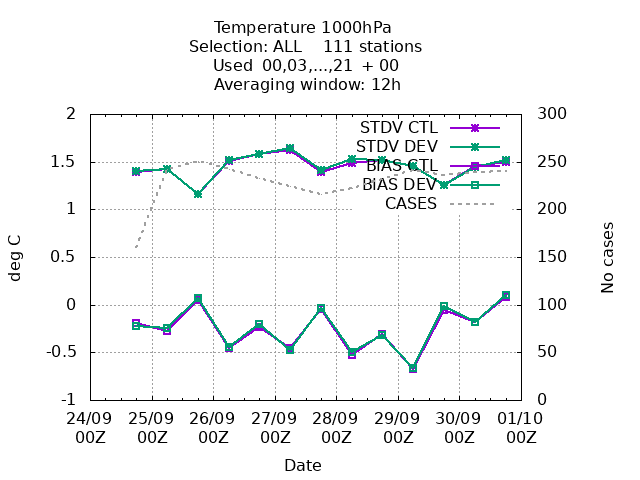 Temperature 1000hPa
Selection: ALL 111 stations
Used 00,03,...,21 + 00
Averaging window: 12h
2
1.5
1
0.5
0
-0.5
-1
deg C
300
250
200
150
100
50
0
No cases
STDV CTL
STDV DEV
BIAS CTL
BIAS DEV
CASES
24/09 25/09 26/09 27/09 28/09 29/09 30/09 01/10
00Z 00Z 00Z 00Z 00Z 00Z 00Z 00Z
Date